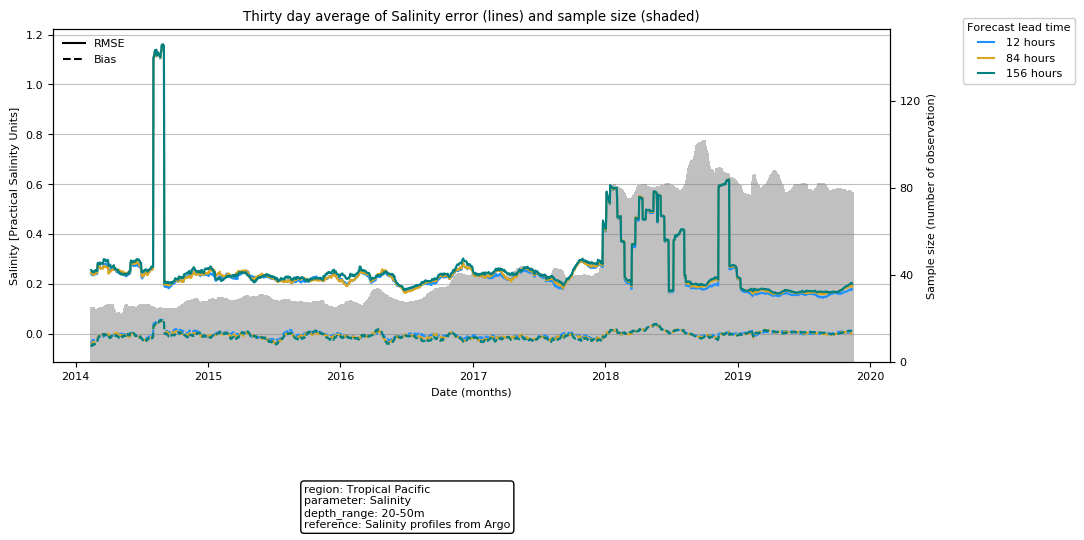 Thirty day average of Salinity error (lines) and sample size (shaded)
Forecast lead time
12 hours
84 hours
156 hours
RMSE
Bias
Salinity [Practical Salinity Units]
1.2
1.0
0.8
0.6
0.4
0.2
0.0
120
80
40
0
Sample size (number of observation)
2014 2015 2016 2017 2018 2019 2020
Date (months)
region: Tropical Pacific
parameter: Salinity
depth_range: 20-50m
reference: Salinity profiles from Argo